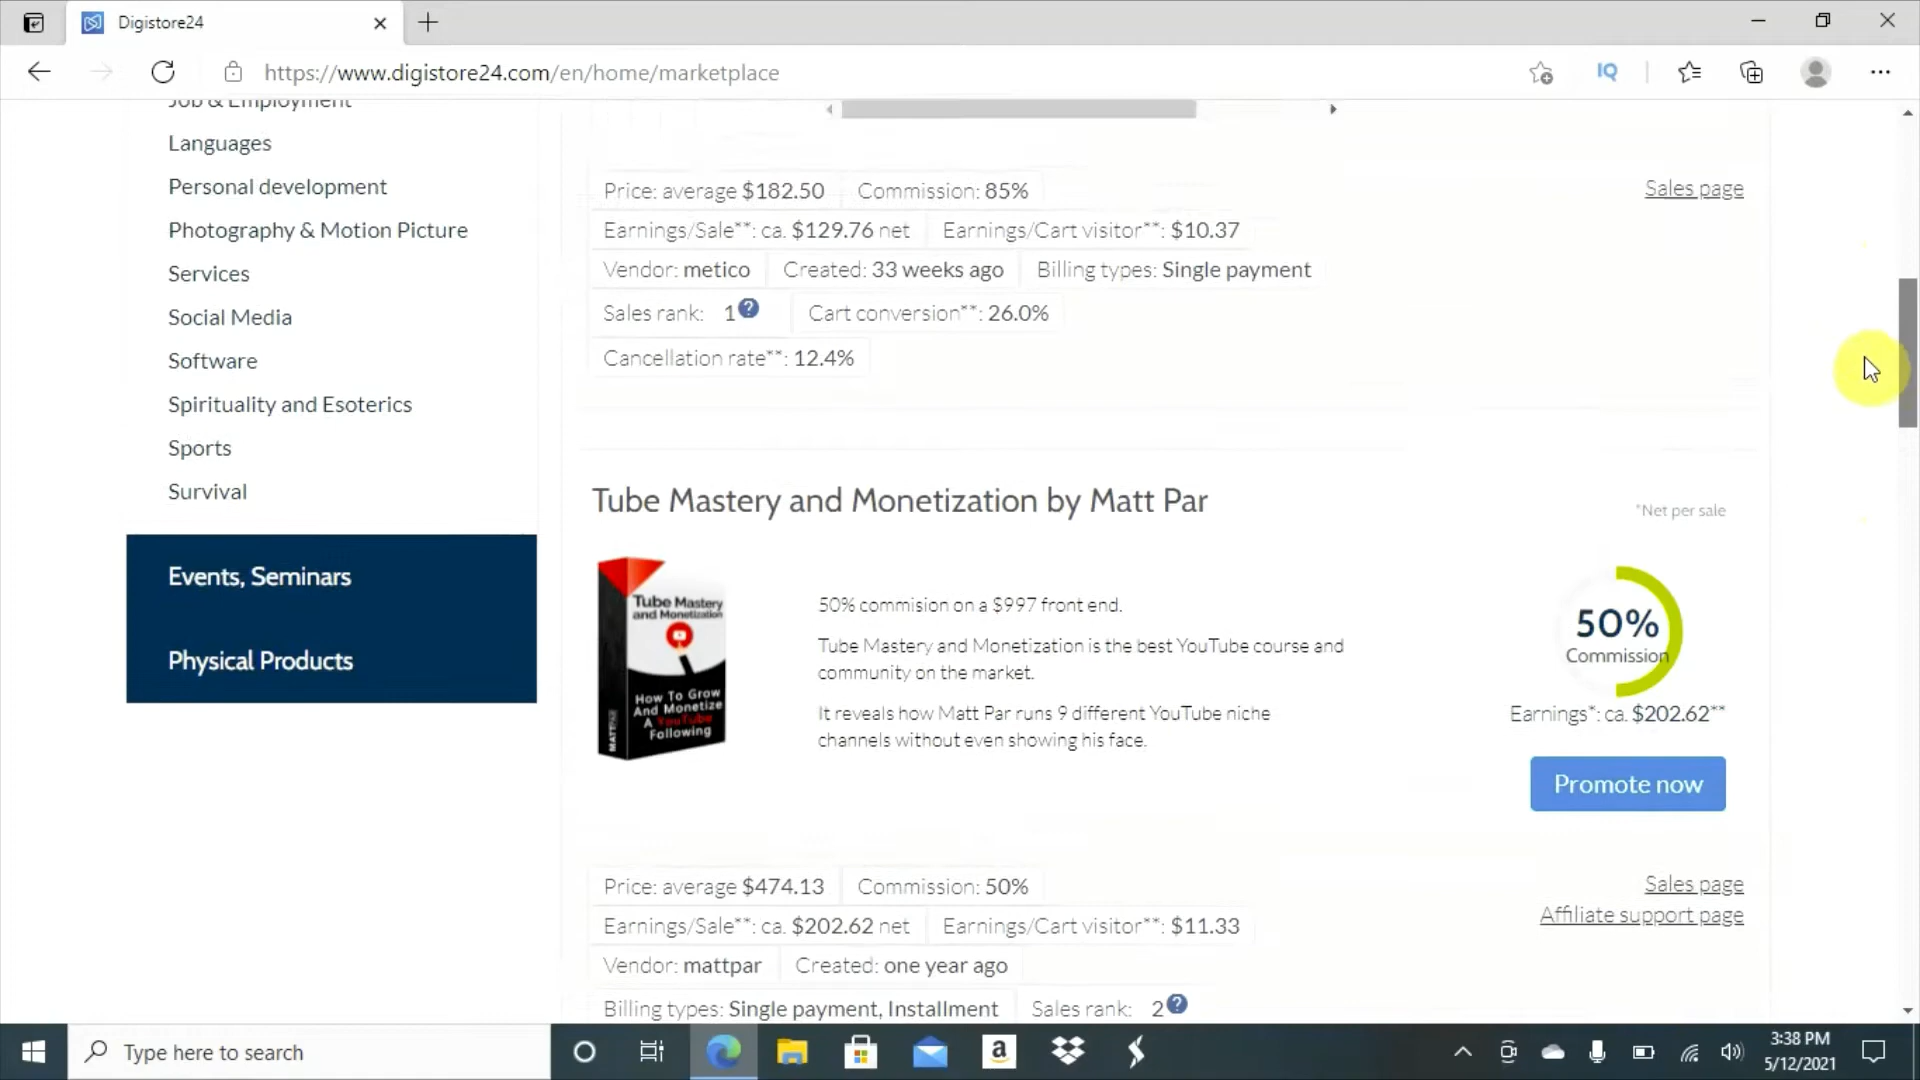 Digistore24
https://www.digistore24.com/en/home/marketplace
IQ
Job & Employment
Languages
Personal development
Photography & Motion Picture
Services
Social Media
Software
Spirituality and Esoterics
Sports
Survival
Events, Seminars
Physical Products
Price: average $182.50
Commission: 85%
Sales page
Earnings/Sale**: ca. $129.76 net
Earnings/Cart visitor**: $10.37
Vendor: metico
Created: 33 weeks ago
Billing types: Single payment
Sales rank: 1
?
Cart conversion**: 26.0%
Cancellation rate**: 12.4%
Tube Mastery and Monetization by Matt Par
*Net per sale
Tube Mastery
and Monetization
How To Grow
And Monetize
A YouTube
Following
MATT PAR
50% commision on a $997 front end.
Tube Mastery and Monetization is the best YouTube course and
community on the market.
It reveals how Matt Par runs 9 different YouTube niche
channels without even showing his face.
50%
Commission
Earnings*: ca. $202.62**
Promote now
Price: average $474.13
Commission: 50%
Sales page
Earnings/Sale**: ca. $202.62 net
Earnings/Cart visitor**: $11.33
Affiliate support page
Vendor: mattpar
Created: one year ago
Billing types: Single payment, Installment
Sales rank: 2
?
Type here to search
a
3:38 PM
5/12/2021